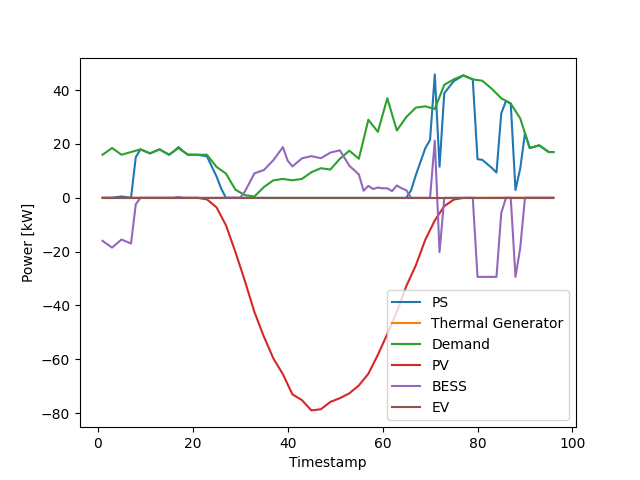 40
20
0
−20
−40
−60
−80
Power [kW]
PS
Thermal Generator
Demand
PV
BESS
EV
0 20 40 60 80 100
Timestamp